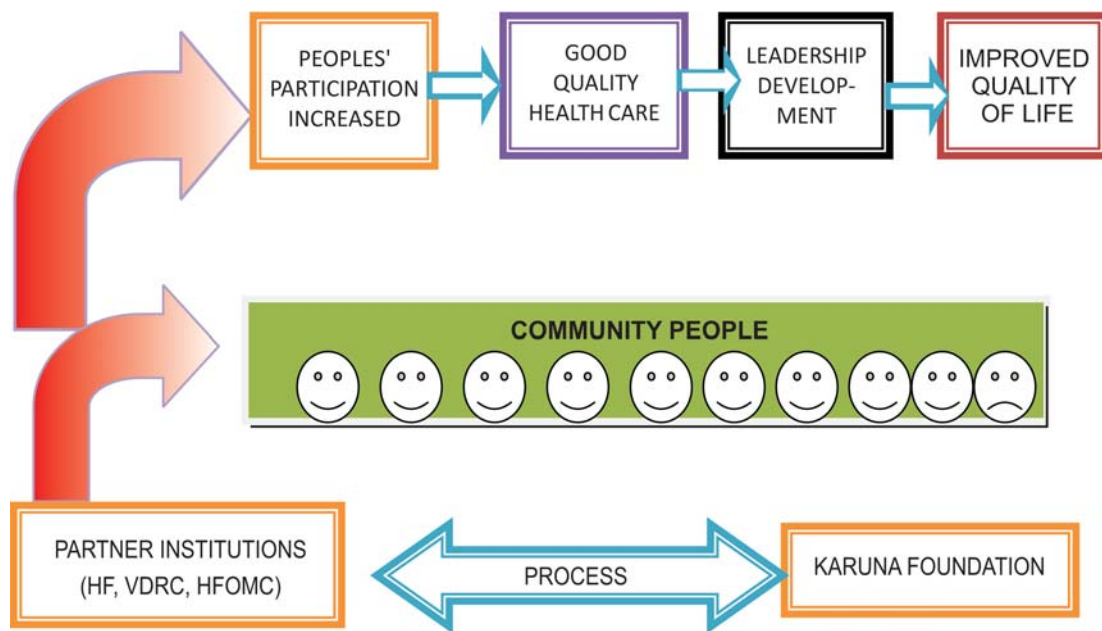 PEOPLES'
PARTICIPATION
INCREASED
GOOD
QUALITY
HEALTH CARE
LEADERSHIP
DEVELOP-
MENT
IMPROVED
QUALITY
OF LIFE
COMMUNITY PEOPLE
PARTNER INSTITUTIONS
(HF, VDRC, HFOMC)
PROCESS
KARUNA FOUNDATION